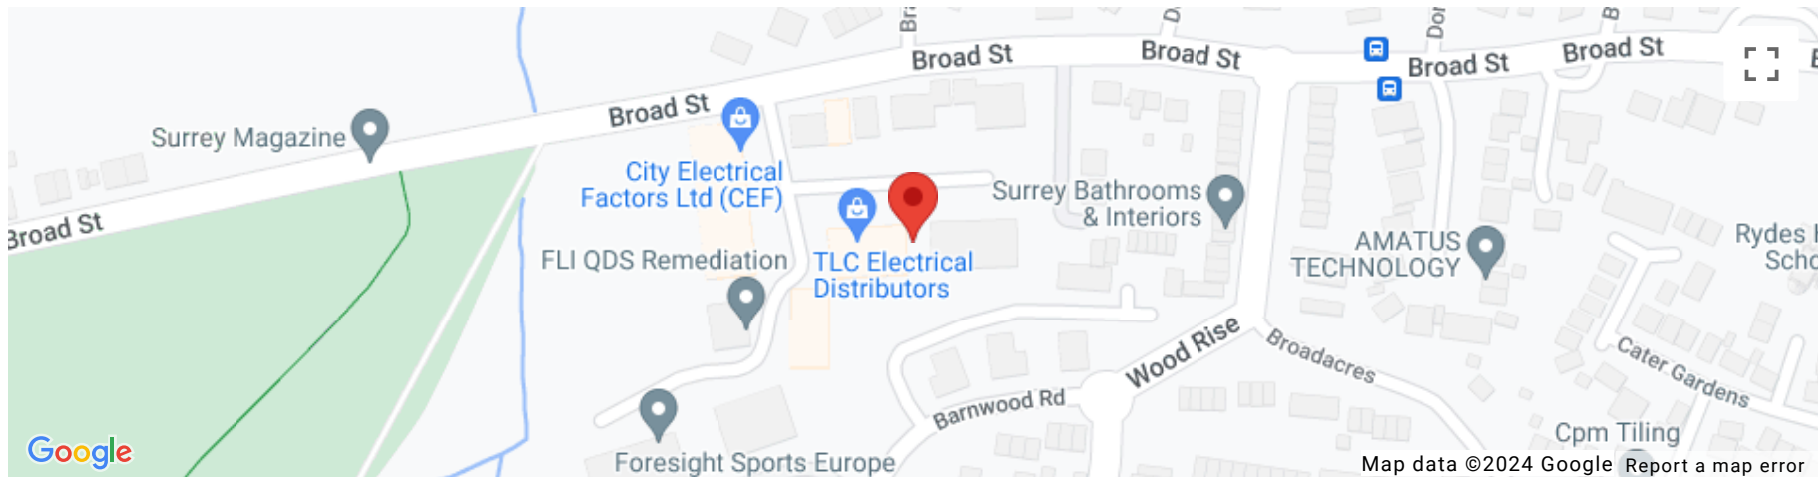 Broad St
Broad St
Broad St
Broad St
Broad St
Broad St
Surrey Magazine
City Electrical
Factors Ltd (CEF)
Surrey Bathrooms
& Interiors
FLI QDS Remediation
TLC Electrical
Distributors
AMATUS
TECHNOLOGY
Rydes
Wood Rise
Broadacres
Cater Gardens
Barnwood Rd
Cpm Tiling
Google
Foresight Sports Europe
Map data ©2024 Google
Report a map error